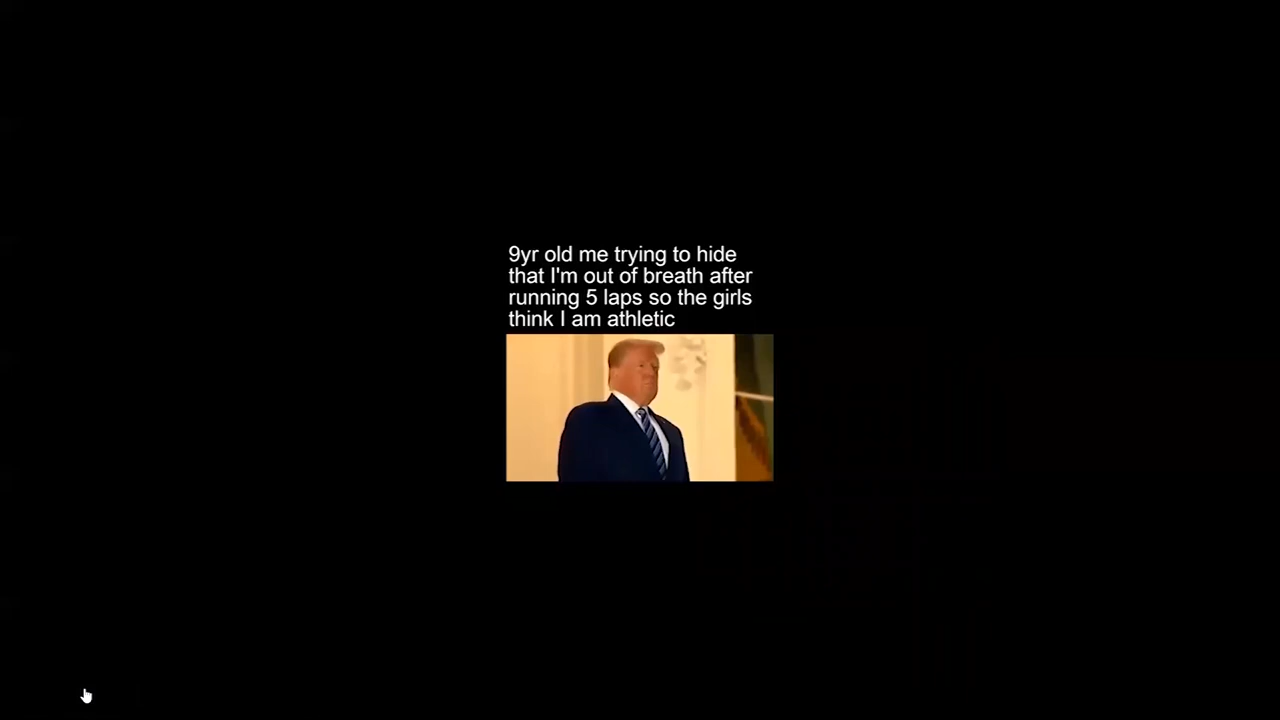 9yr old me trying to hide
that I'm out of breath after
running 5 laps so the girls
think I am athletic